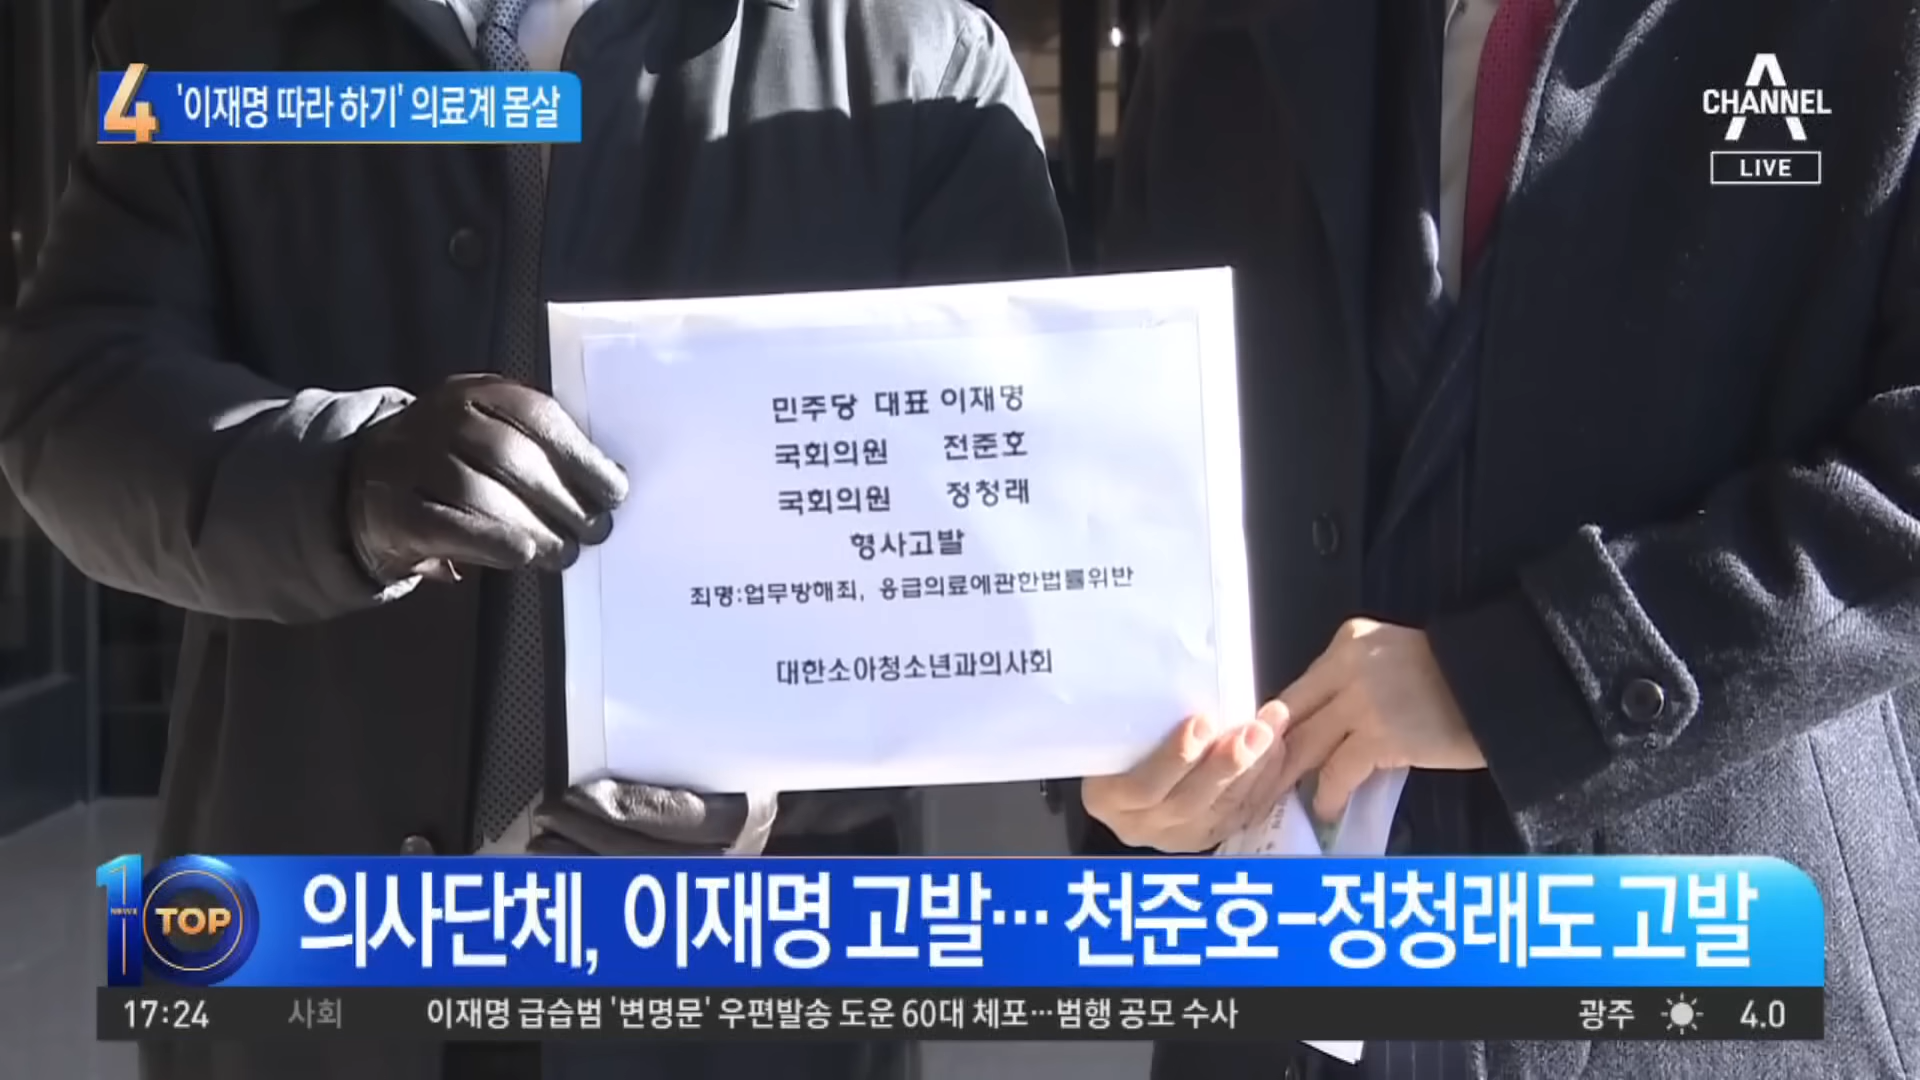 4 '이재명 따라 하기' 의료계 몸살
CHANNEL A
LIVE
민주당 대표 이재명
국회의원 전준호
국회의원 정청래
형사고발
죄명:업무방해죄, 응급의료에관한법률위반
대한소아청소년과의사회
10 NEWS TOP
의사단체, 이재명 고발… 천준호-정청래도 고발
17:24 사회 이재명 급습범 '변명문' 우편발송 도운 60대 체포…범행 공모 수사 광주 4.0